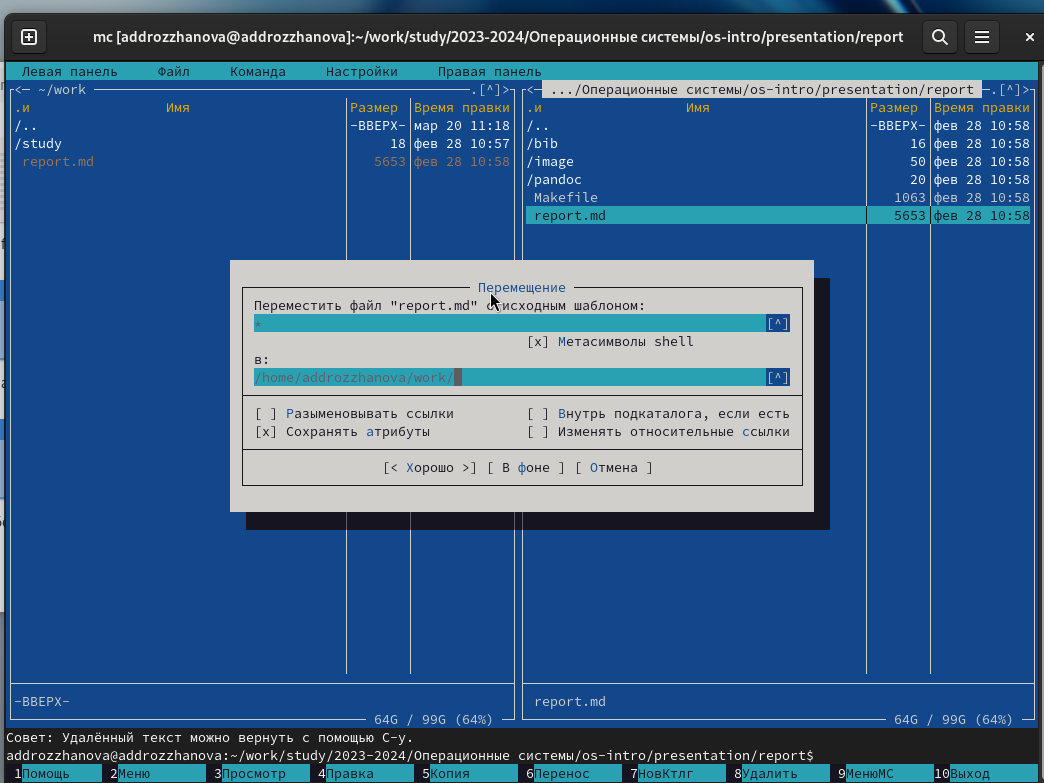 mc [addrozzhanova@addrozzhanova]:~/work/study/2023-2024/Операционные системы/os-intro/presentation/report
Левая панель Файл Команда Настройки Правая панель
<─ ~/work .[^]> <─ .../Операционные системы/os-intro/presentation/report .[^]>
.и Имя Размер Время правки .и Имя Размер Время правки
/.. -ВВЕРХ- мар 20 11:18 /.. -ВВЕРХ- фев 28 10:58
/study 18 фев 28 10:57 /bib 16 фев 28 10:58
report.md 5653 фев 28 10:58 /image 50 фев 28 10:58
/pandoc 20 фев 28 10:58
Makefile 1063 фев 28 10:58
report.md 5653 фев 28 10:58
Перемещение
Переместить файл "report.md" с исходным шаблоном:
* [^]
[x] Метасимволы shell
в:
/home/addrozzhanova/work/ [^]
[ ] Разыменовывать ссылки [ ] Внутрь подкаталога, если есть
[x] Сохранять атрибуты [ ] Изменять относительные ссылки
[< Хорошо >] [ В фоне ] [ Отмена ]
-ВВЕРХ- report.md
64G / 99G (64%) 64G / 99G (64%)
Совет: Удалённый текст можно вернуть с помощью C-y.
addrozzhanova@addrozzhanova:~/work/study/2023-2024/Операционные системы/os-intro/presentation/report$
1Помощь 2Меню 3Просмотр 4Правка 5Копия 6Перенос 7НовКтлг 8Удалить 9МенюMC 10Выход